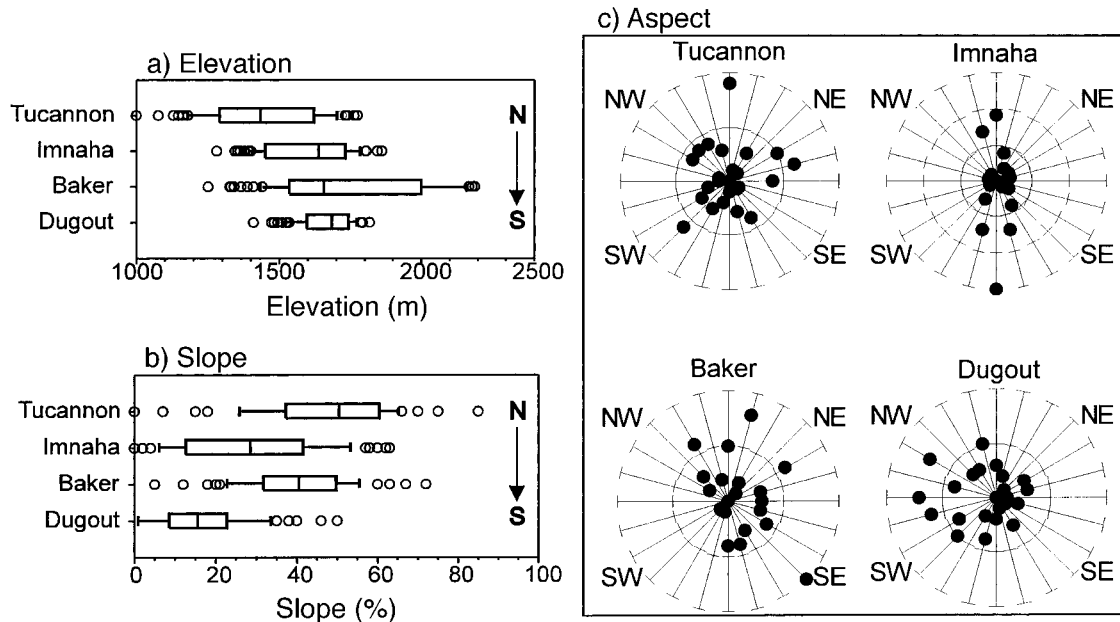 a) Elevation
Tucannon
Imnaha
Baker
Dugout
N
S
1000 1500 2000 2500
Elevation (m)
b) Slope
Tucannon
Imnaha
Baker
Dugout
N
S
0 20 40 60 80 100
Slope (%)
c) Aspect
Tucannon
NW NE
SW SE
Imnaha
NW NE
SW SE
Baker
NW NE
SW SE
Dugout
NW NE
SW SE